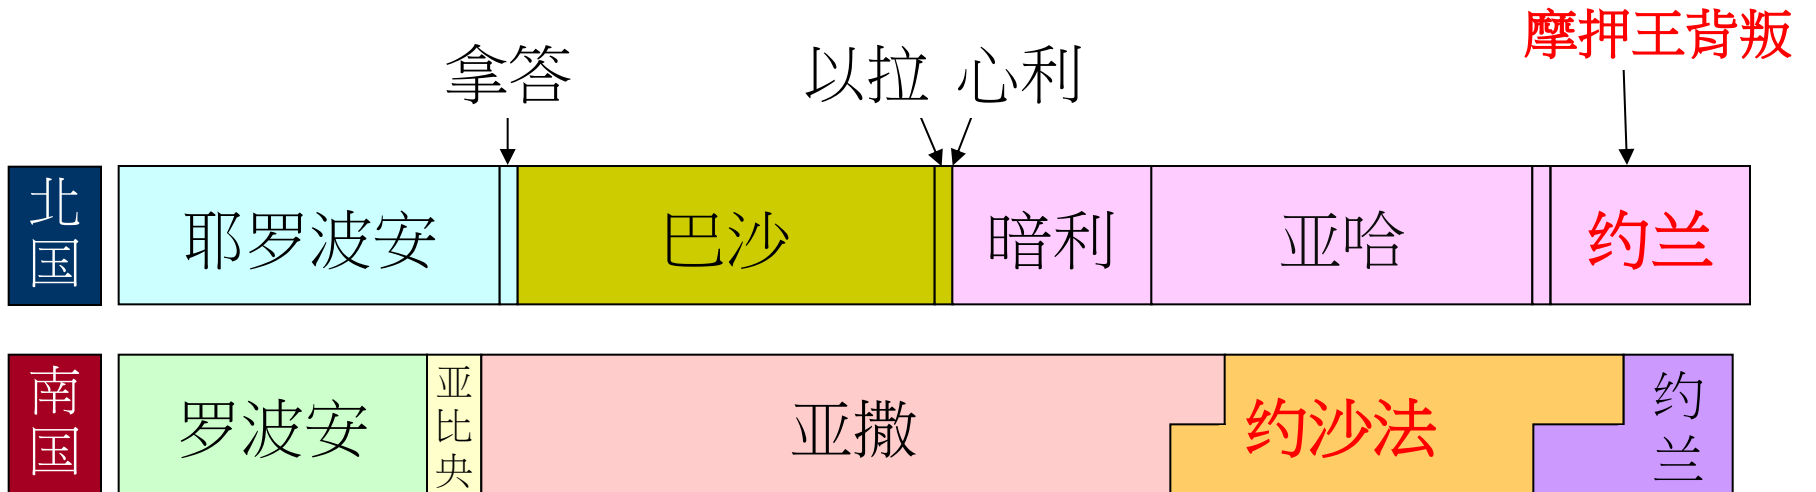 摩押王背叛
拿答
以拉
心利
北国
耶罗波安
巴沙
暗利
亚哈
约兰
南国
罗波安
亚比央
亚撒
约沙法
约兰